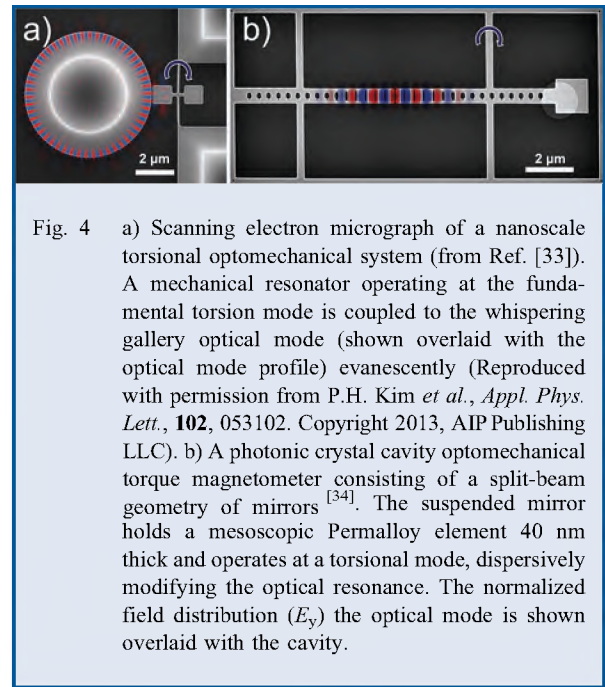 a)
b)
2 μm
2 μm
Fig. 4 a) Scanning electron micrograph of a nanoscale
torsional optomechanical system (from Ref. [33]).
A mechanical resonator operating at the funda-
mental torsion mode is coupled to the whispering
gallery optical mode (shown overlaid with the
optical mode profile) evanescently (Reproduced
with permission from P.H. Kim et al., Appl. Phys.
Lett., 102, 053102. Copyright 2013, AIP Publishing
LLC). b) A photonic crystal cavity optomechanical
torque magnetometer consisting of a split-beam
geometry of mirrors [34]. The suspended mirror
holds a mesoscopic Permalloy element 40 nm
thick and operates at a torsional mode, dispersively
modifying the optical resonance. The normalized
field distribution (Ey) the optical mode is shown
overlaid with the cavity.